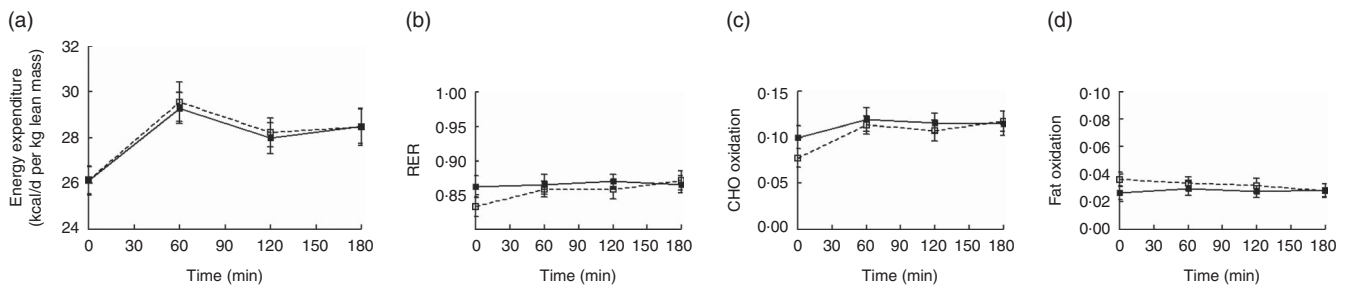 (a)
Energy expenditure
(kcal/d per kg lean mass)
32
30
28
26
24
0 30 60 90 120 150 180
Time (min)
(b)
RER
1·00
0·95
0·90
0·85
0 30 60 90 120 150 180
Time (min)
(c)
CHO oxidation
0·15
0·10
0·05
0·00
0 30 60 90 120 150 180
Time (min)
(d)
Fat oxidation
0·10
0·08
0·06
0·04
0·02
0·00
0 30 60 90 120 150 180
Time (min)